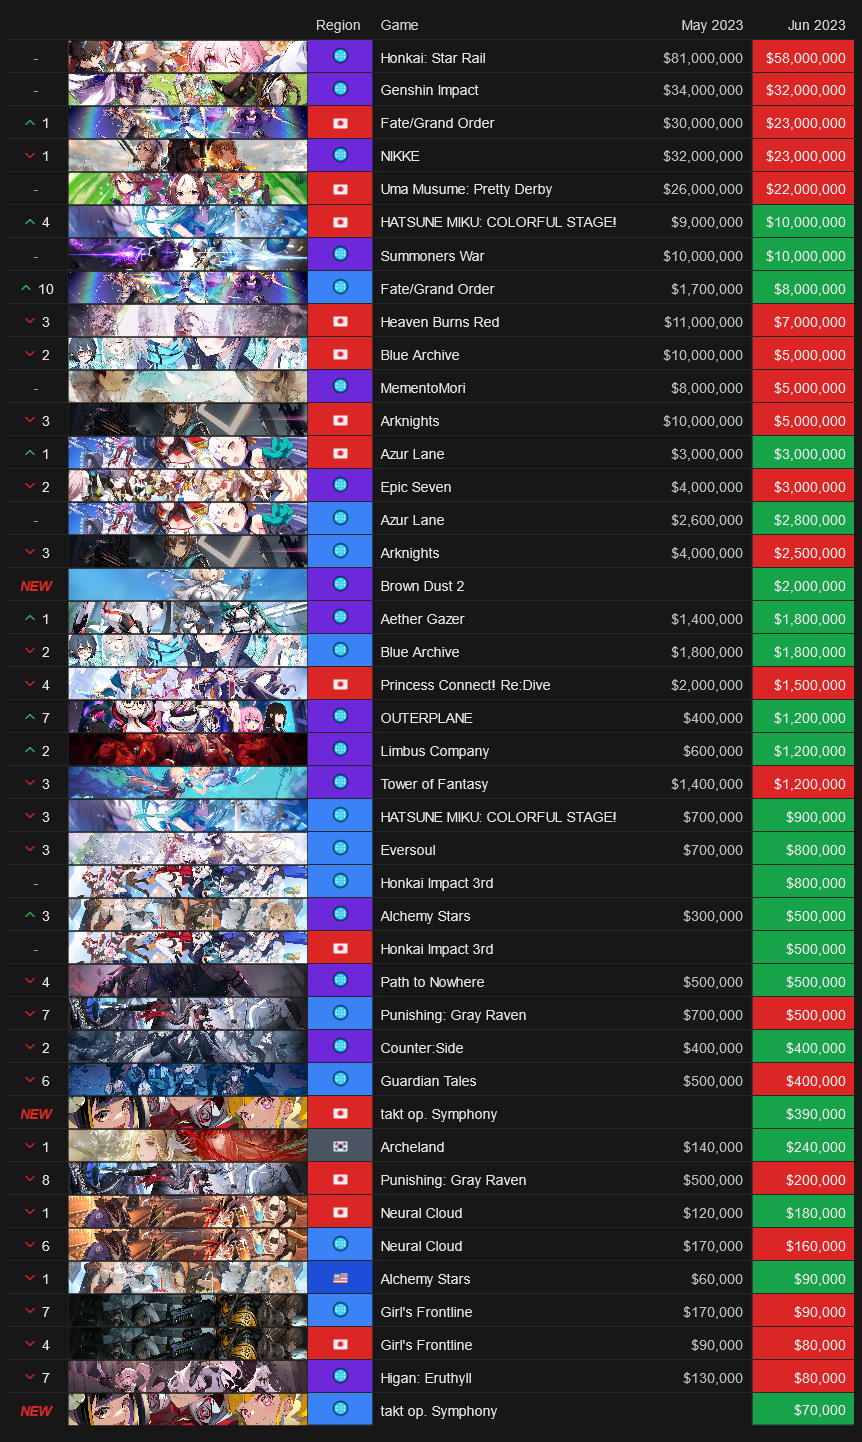 Region Game May 2023 Jun 2023
- Honkai: Star Rail $81,000,000 $58,000,000
- Genshin Impact $34,000,000 $32,000,000
1 Fate/Grand Order $30,000,000 $23,000,000
1 NIKKE $32,000,000 $23,000,000
- Uma Musume: Pretty Derby $26,000,000 $22,000,000
4 HATSUNE MIKU: COLORFUL STAGE! $9,000,000 $10,000,000
- Summoners War $10,000,000 $10,000,000
10 Fate/Grand Order $1,700,000 $8,000,000
3 Heaven Burns Red $11,000,000 $7,000,000
2 Blue Archive $10,000,000 $5,000,000
- MementoMori $8,000,000 $5,000,000
3 Arknights $10,000,000 $5,000,000
1 Azur Lane $3,000,000 $3,000,000
2 Epic Seven $4,000,000 $3,000,000
- Azur Lane $2,600,000 $2,800,000
3 Arknights $4,000,000 $2,500,000
NEW Brown Dust 2 $2,000,000
1 Aether Gazer $1,400,000 $1,800,000
2 Blue Archive $1,800,000 $1,800,000
4 Princess Connect! Re:Dive $2,000,000 $1,500,000
7 OUTERPLANE $400,000 $1,200,000
2 Limbus Company $600,000 $1,200,000
3 Tower of Fantasy $1,400,000 $1,200,000
3 HATSUNE MIKU: COLORFUL STAGE! $700,000 $900,000
3 Eversoul $700,000 $800,000
- Honkai Impact 3rd $800,000
3 Alchemy Stars $300,000 $500,000
- Honkai Impact 3rd $500,000
4 Path to Nowhere $500,000 $500,000
7 Punishing: Gray Raven $700,000 $500,000
2 Counter:Side $400,000 $400,000
6 Guardian Tales $500,000 $400,000
NEW takt op. Symphony $390,000
1 Archeland $140,000 $240,000
8 Punishing: Gray Raven $500,000 $200,000
1 Neural Cloud $120,000 $180,000
6 Neural Cloud $170,000 $160,000
1 Alchemy Stars $60,000 $90,000
7 Girl's Frontline $170,000 $90,000
4 Girl's Frontline $90,000 $80,000
7 Higan: Eruthyll $130,000 $80,000
NEW takt op. Symphony $70,000